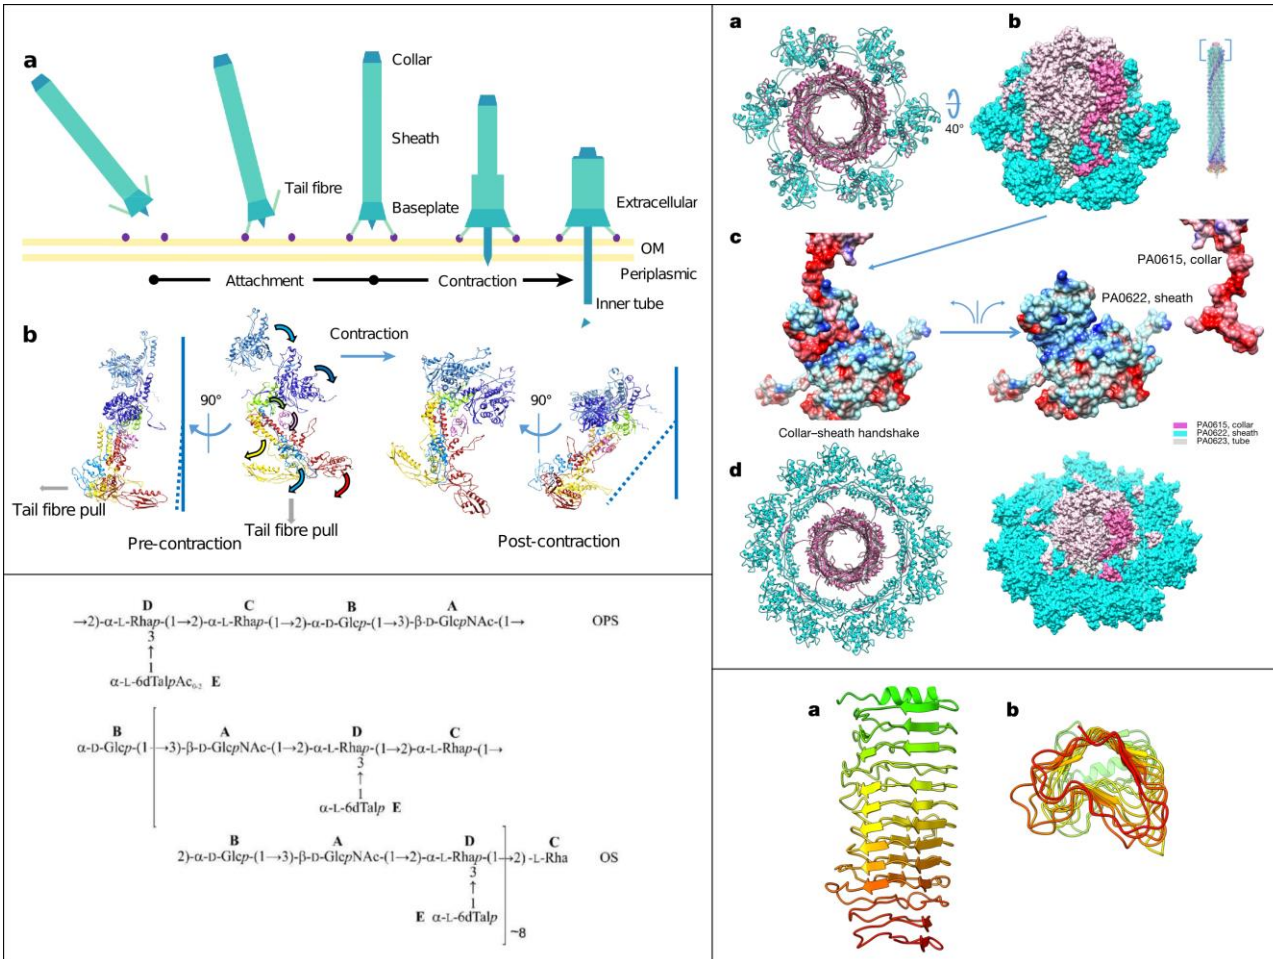 a
Collar
Sheath
Tail fibre
Baseplate
Extracellular
OM
Periplasmic
Attachment
Contraction
Inner tube
b
Contraction
90°
90°
Tail fibre pull
Tail fibre pull
Pre-contraction
Post-contraction
D C B A
→2)-α-L-Rhap-(1→2)-α-L-Rhap-(1→2)-α-D-Glcp-(1→3)-β-D-GlcpNAc-(1→ OPS
3
↑
1
α-L-6dTalpAc0-2 E
B A D C
α-D-Glcp-(1→3)-β-D-GlcpNAc-(1→2)-α-L-Rhap-(1→2)-α-L-Rhap-(1→
3
↑
1
α-L-6dTalp E
B A D C
2)-α-D-Glcp-(1→3)-β-D-GlcpNAc-(1→2)-α-L-Rhap-(1→2) -L-Rha OS
3
↑
1
E α-L-6dTalp
~8
a
b
40°
c
PA0615, collar
PA0622, sheath
Collar–sheath handshake
PA0615, collar
PA0622, sheath
PA0623, tube
d
a
b